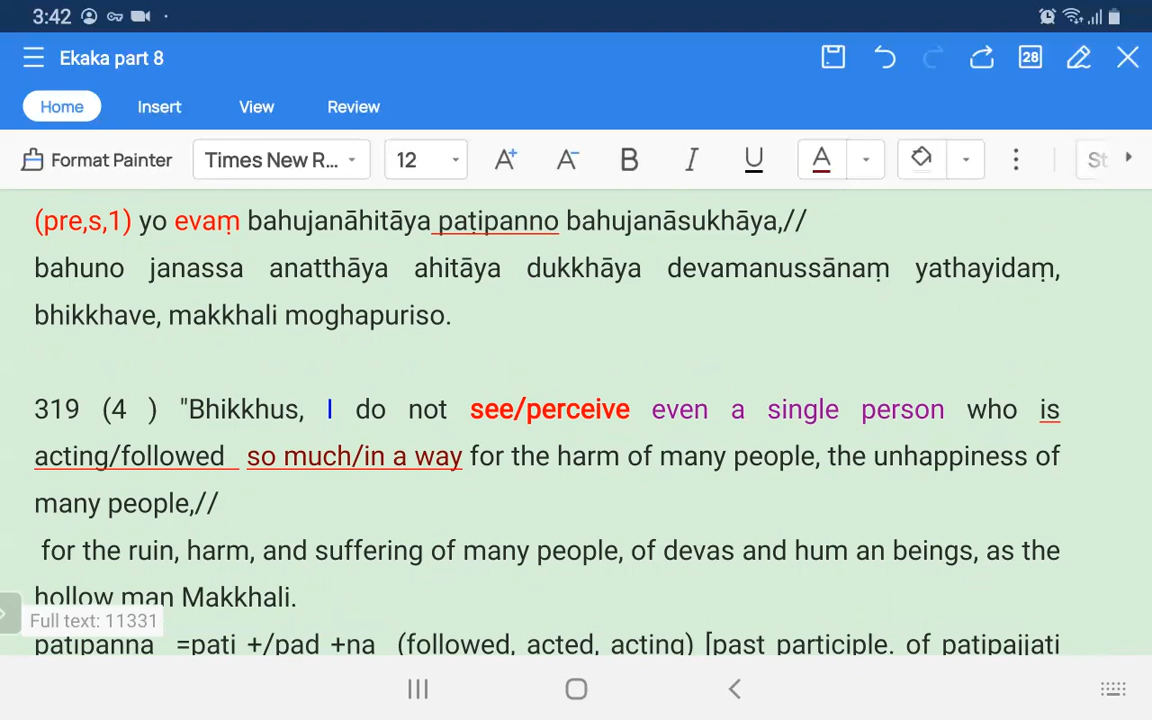 3:42
Ekaka part 8
28
Home Insert View Review
Format Painter Times New R... 12 A+ A- B I U A St
(pre,s,1) yo evaṃ bahujanāhitāya paṭipanno bahujanāsukhāya,//
bahuno janassa anatthāya ahitāya dukkhāya devamanussānaṃ yathayidaṃ,
bhikkhave, makkhali moghapuriso.
319 (4 ) "Bhikkhus, I do not see/perceive even a single person who is
acting/followed so much/in a way for the harm of many people, the unhappiness of
many people,//
for the ruin, harm, and suffering of many people, of devas and hum an beings, as the
hollow man Makkhali.
Full text: 11331
patipanna =pati +/pad +na (followed, acted, acting) [past participle. of patipajjati